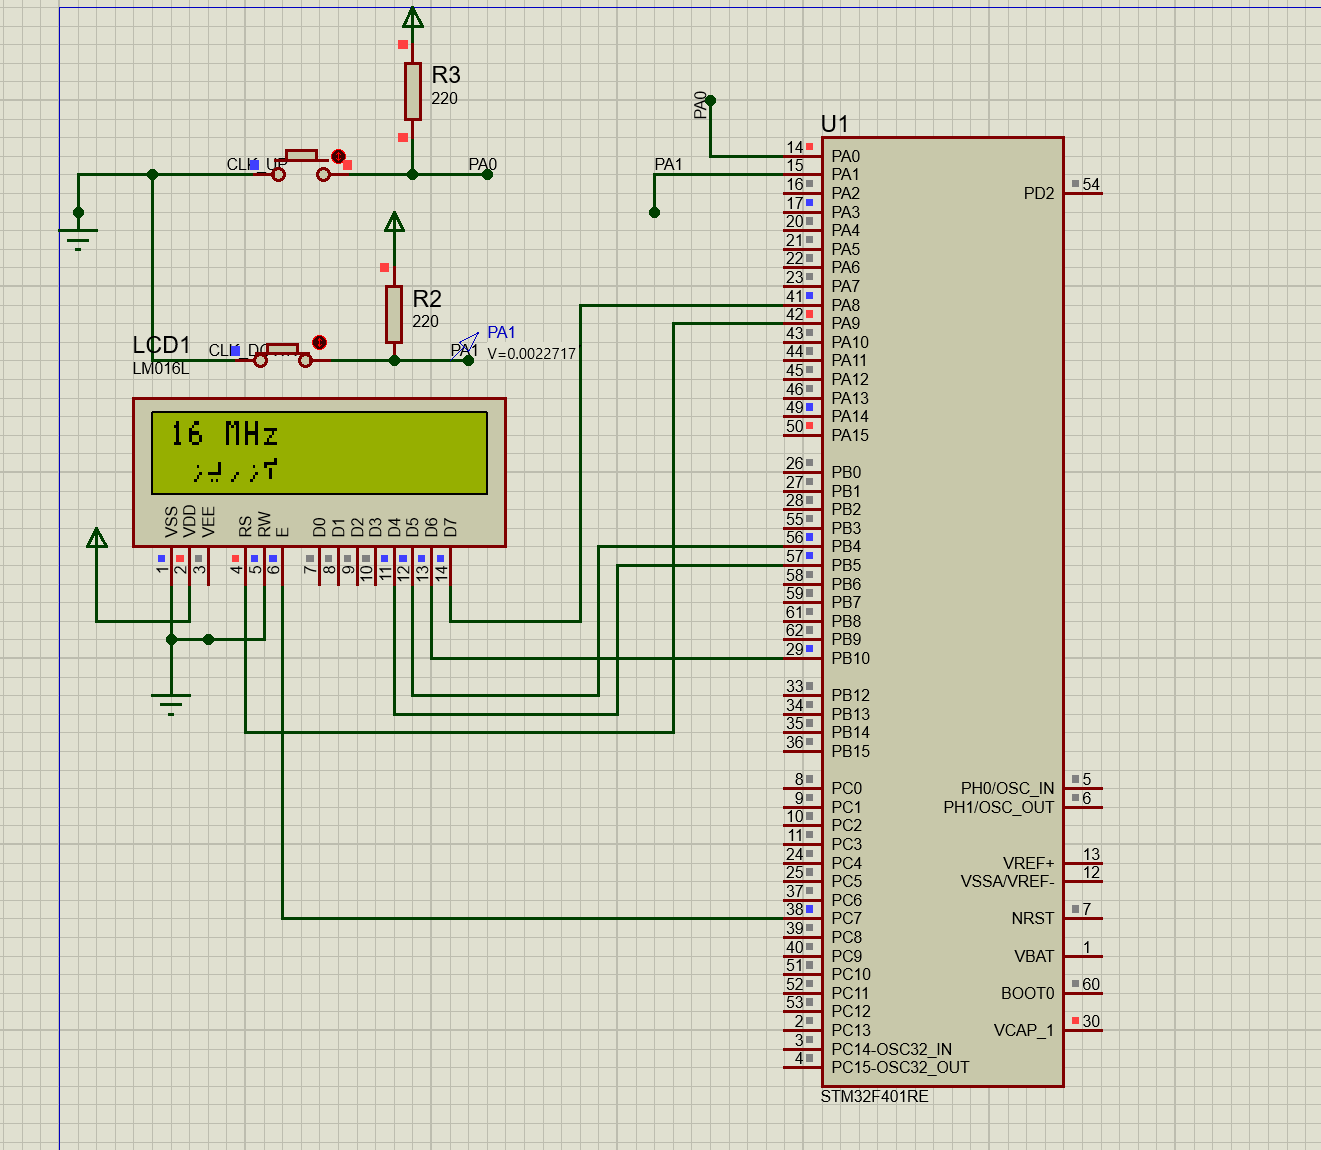 R3
220
CLK_UP
PA0
R2
220
PA1
V=0.0022717
PA1
LCD1
LM016L
16 MHz
VSS
VDD
VEE
RS
RW
E
D0
D1
D2
D3
D4
D5
D6
D7
1
2
3
4
5
6
7
8
9
10
11
12
13
14
PA0
PA1
U1
14 PA0
15 PA1
16 PA2
17 PA3
20 PA4
21 PA5
22 PA6
23 PA7
41 PA8
42 PA9
43 PA10
44 PA11
45 PA12
46 PA13
49 PA14
50 PA15
26 PB0
27 PB1
28 PB2
55 PB3
56 PB4
57 PB5
58 PB6
59 PB7
61 PB8
62 PB9
29 PB10
33 PB12
34 PB13
35 PB14
36 PB15
8 PC0
9 PC1
10 PC2
11 PC3
24 PC4
25 PC5
37 PC6
38 PC7
39 PC8
40 PC9
51 PC10
52 PC11
53 PC12
2 PC13
3 PC14-OSC32_IN
4 PC15-OSC32_OUT
PD2 54
PH0/OSC_IN 5
PH1/OSC_OUT 6
VREF+ 13
VSSA/VREF- 12
NRST 7
VBAT 1
BOOT0 60
VCAP_1 30
STM32F401RE